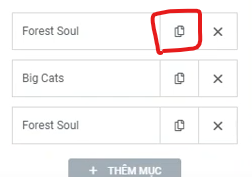 Forest Soul
Big Cats
Forest Soul
+ THÊM MỤC